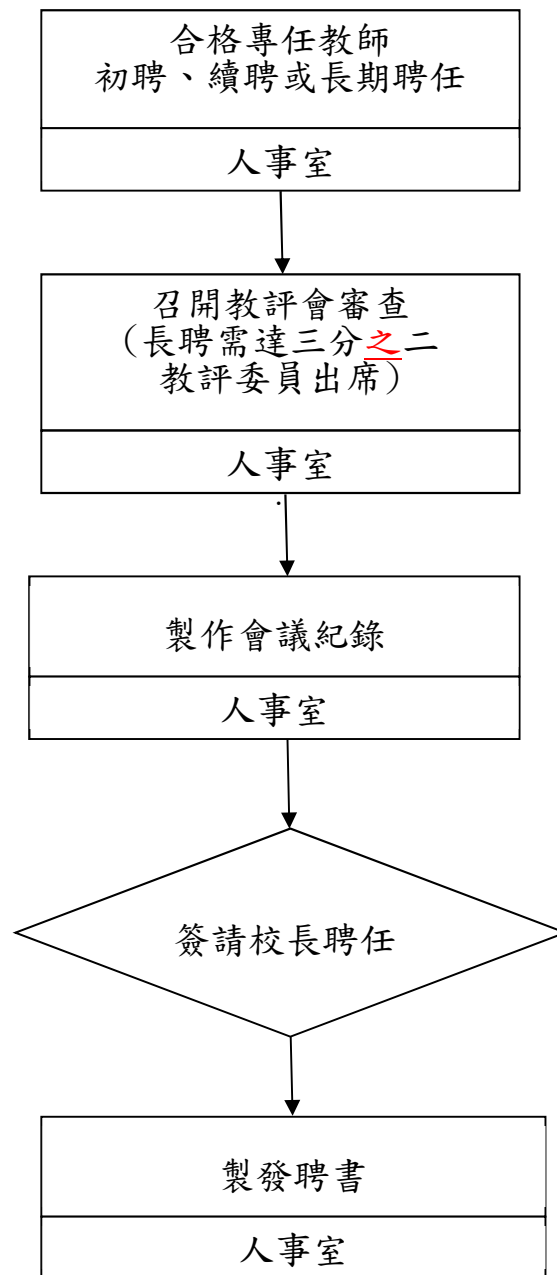 合格專任教師
初聘、續聘或長期聘任
人事室
召開教評會審查
（長聘需達三分之二
教評委員出席）
人事室
製作會議紀錄
人事室
簽請校長聘任
製發聘書
人事室